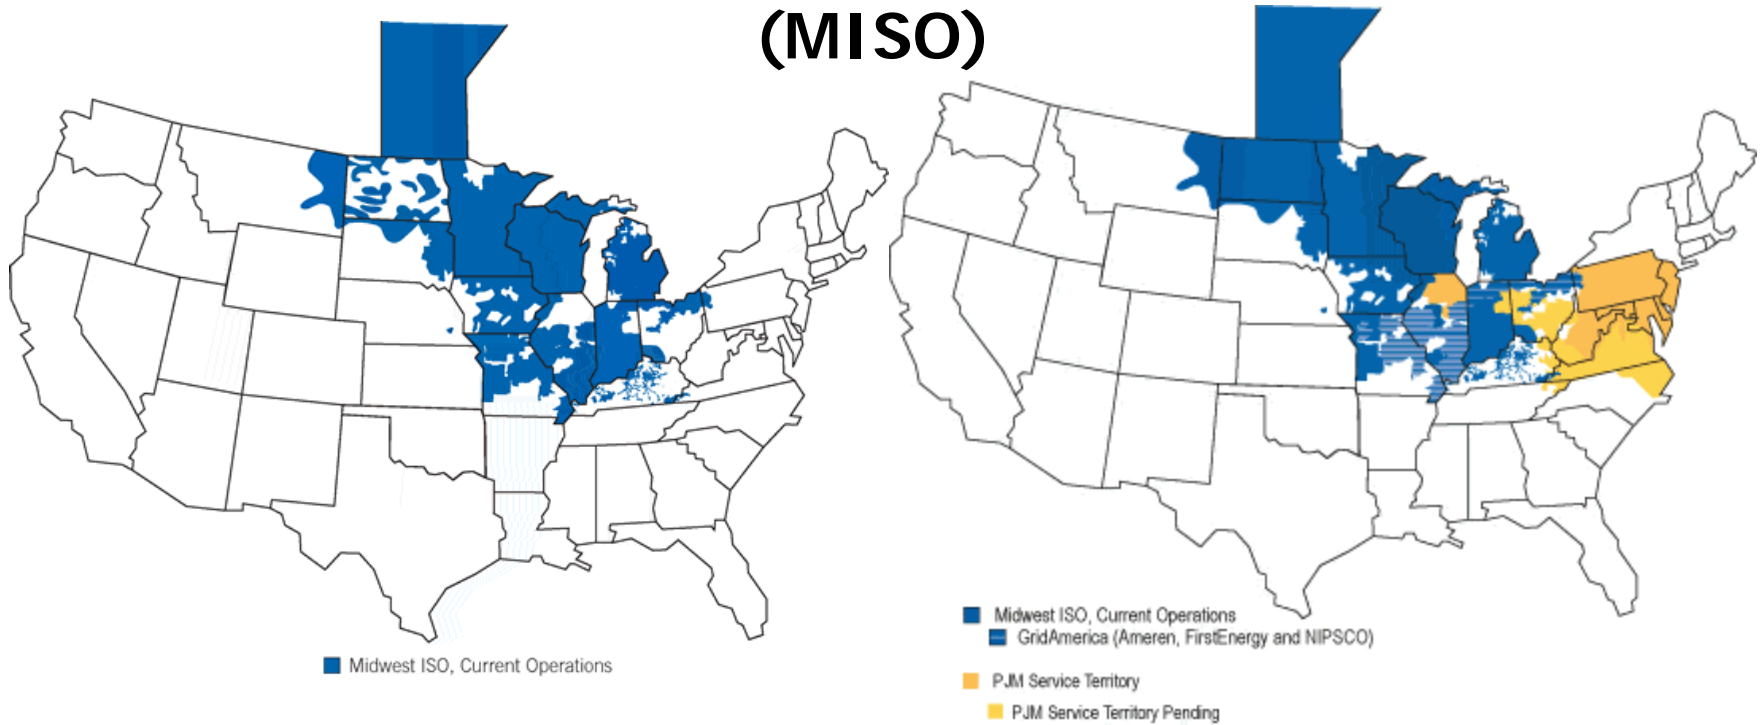 (MISO)
Midwest ISO, Current Operations
Midwest ISO, Current Operations
GridAmerica (Ameren, FirstEnergy and NIPSCO)
PJM Service Territory
PJM Service Territory Pending